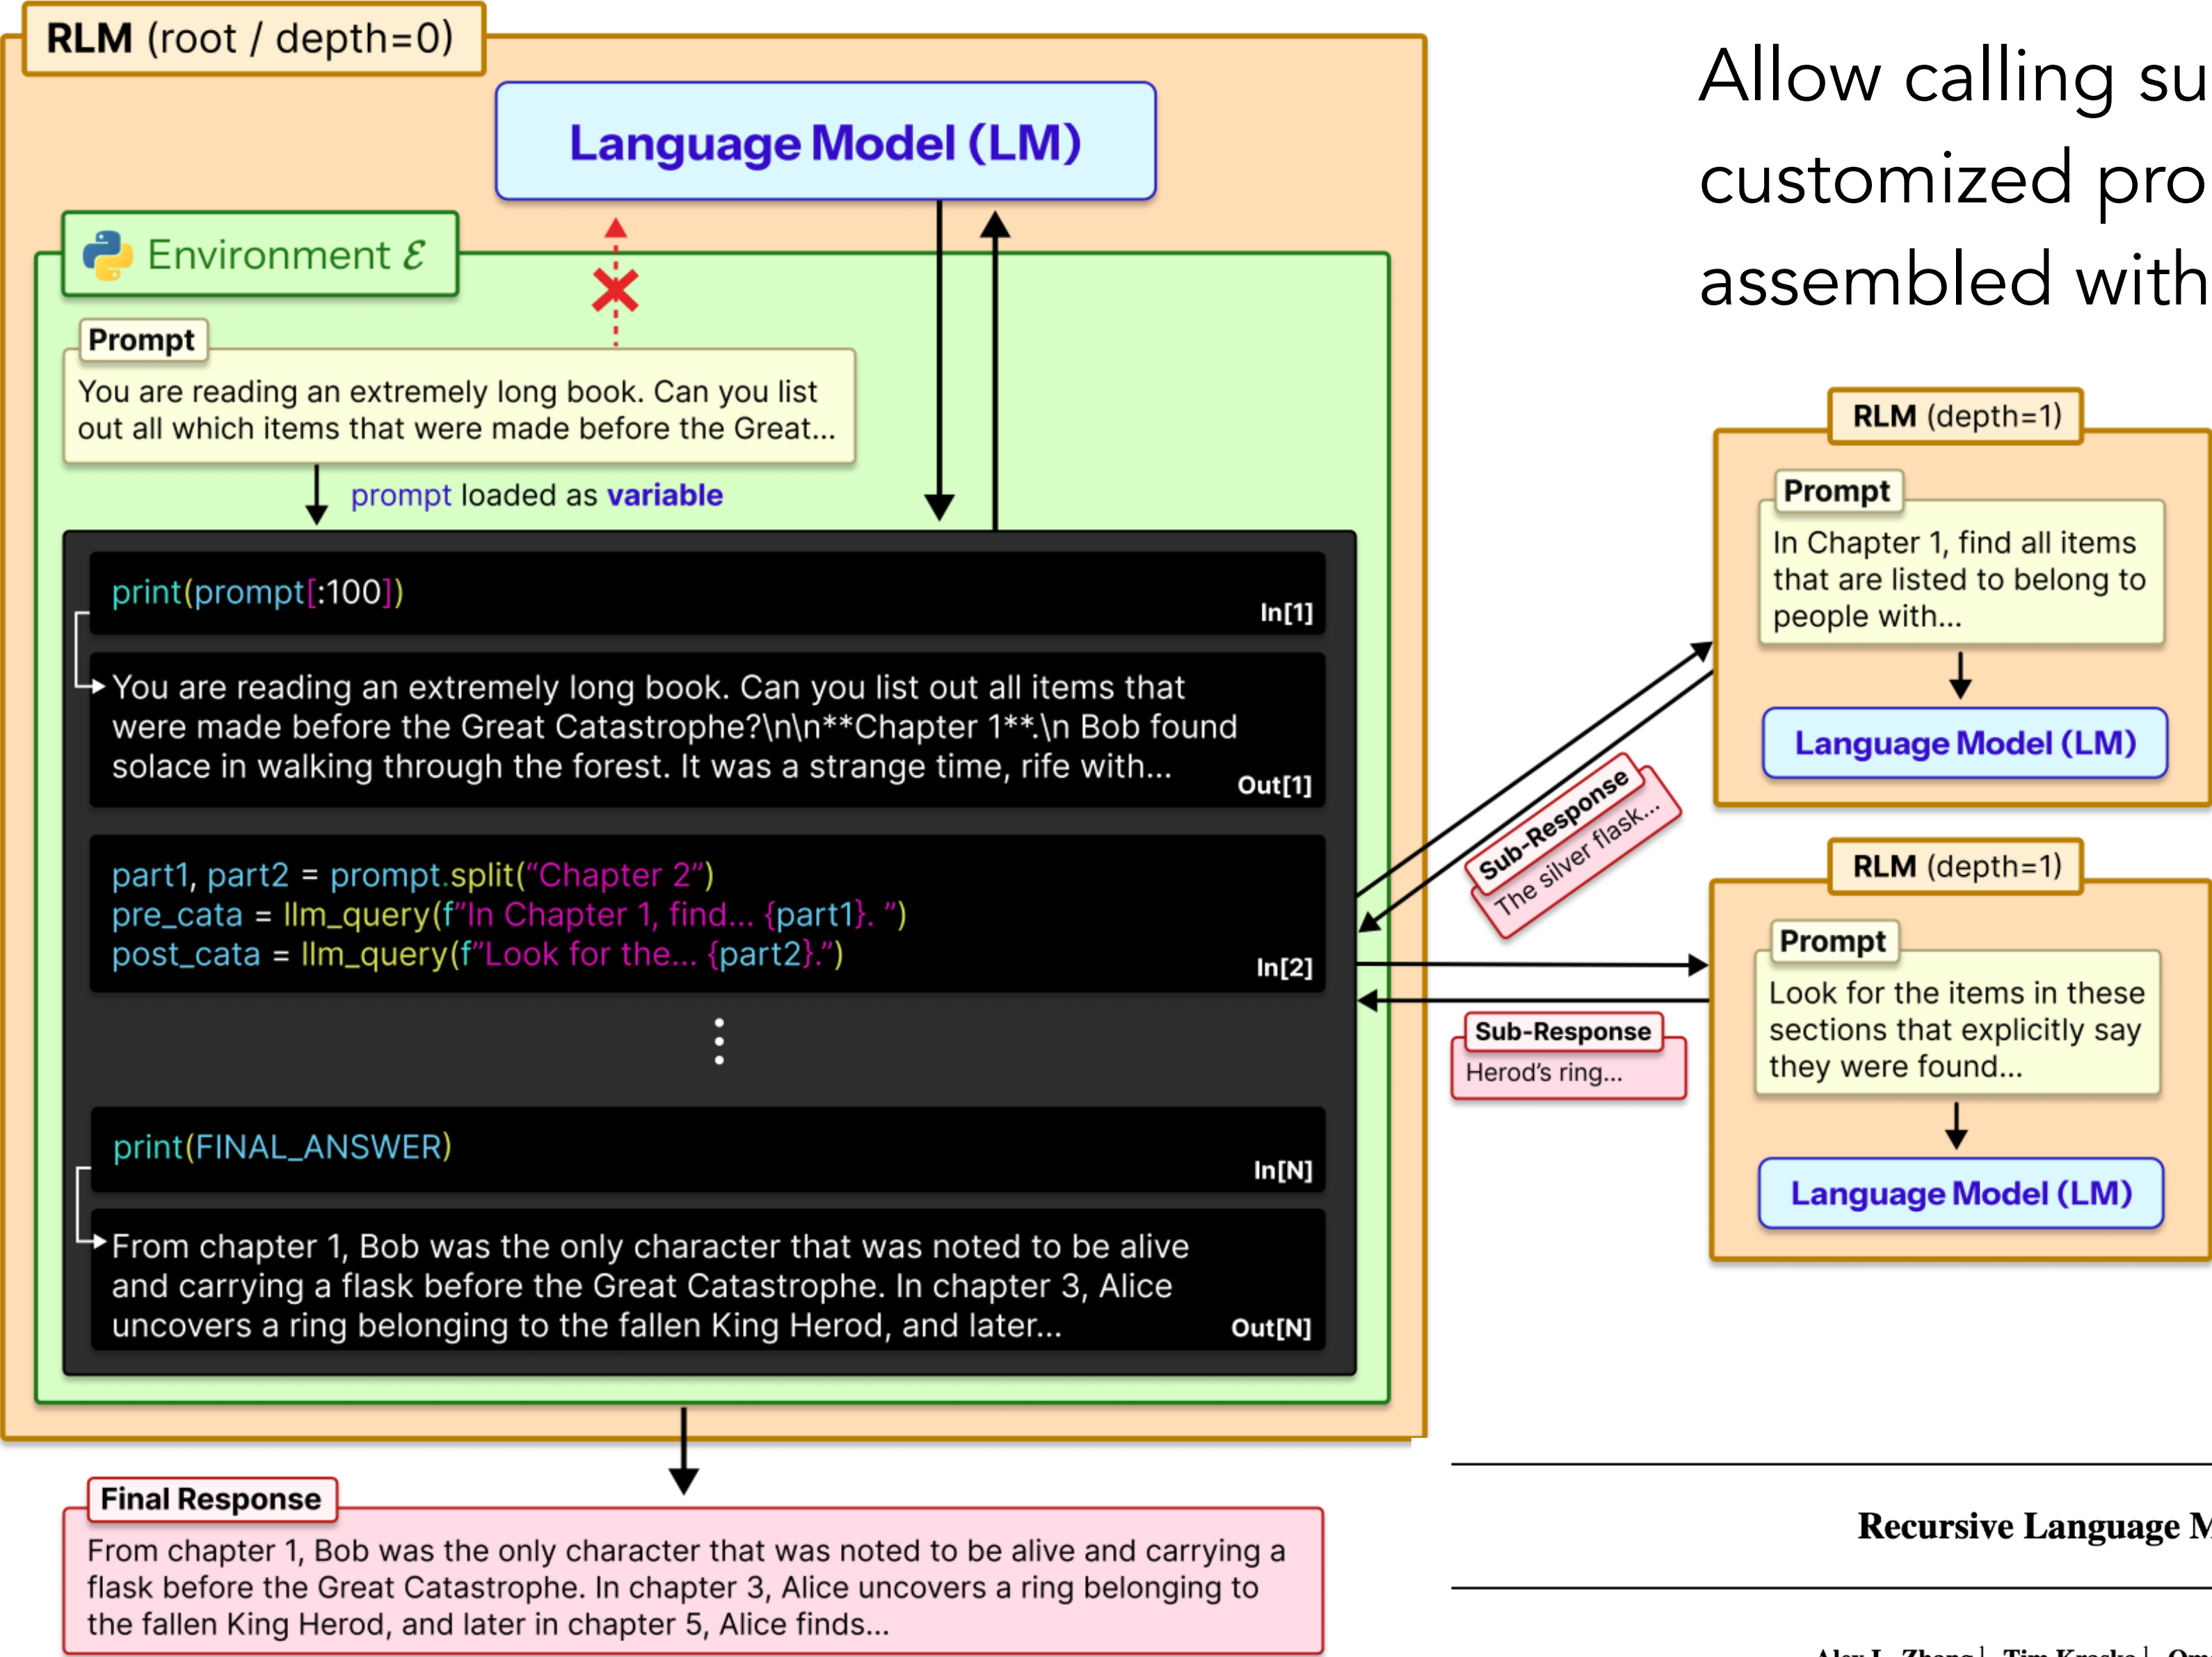 RLM (root / depth=0)
Language Model (LM)
Environment ℰ
Prompt
You are reading an extremely long book. Can you list
out all which items that were made before the Great...
prompt loaded as variable
print(prompt[:100])
In[1]
You are reading an extremely long book. Can you list out all items that
were made before the Great Catastrophe?\n\n**Chapter 1**.\n Bob found
solace in walking through the forest. It was a strange time, rife with...
Out[1]
part1, part2 = prompt.split(“Chapter 2”)
pre_cata = llm_query(f”In Chapter 1, find... {part1}. ”)
post_cata = llm_query(f”Look for the... {part2}.”)
In[2]
print(FINAL_ANSWER)
In[N]
From chapter 1, Bob was the only character that was noted to be alive
and carrying a flask before the Great Catastrophe. In chapter 3, Alice
uncovers a ring belonging to the fallen King Herod, and later...
Out[N]
Final Response
From chapter 1, Bob was the only character that was noted to be alive and carrying a
flask before the Great Catastrophe. In chapter 3, Alice uncovers a ring belonging to
the fallen King Herod, and later in chapter 5, Alice finds...
Allow calling su
customized pro
assembled with
RLM (depth=1)
Prompt
In Chapter 1, find all items
that are listed to belong to
people with...
Language Model (LM)
Sub-Response
The silver flask...
RLM (depth=1)
Prompt
Look for the items in these
sections that explicitly say
they were found...
Language Model (LM)
Sub-Response
Herod’s ring...
Recursive Language M
Alex L. Zhang 1 Tim Kraska 1 Om